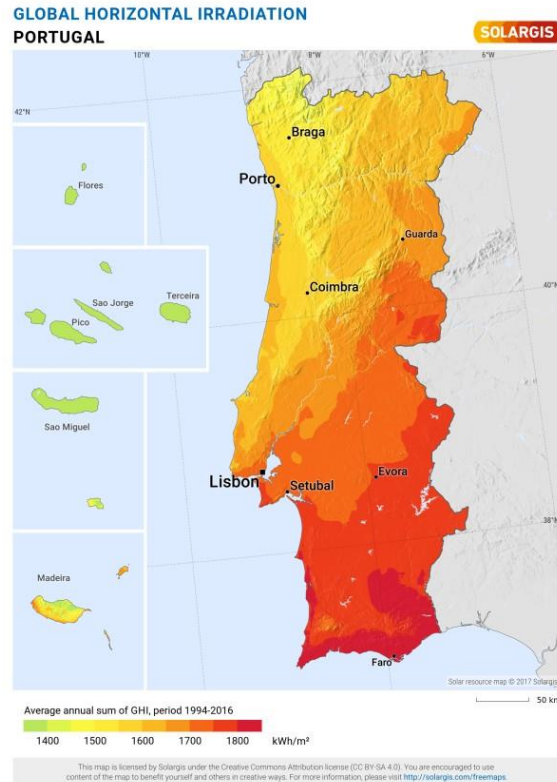 GLOBAL HORIZONTAL IRRADIATION
PORTUGAL
SOLARGIS
10°W
8°W
6°W
42°N
Braga
Flores
Porto
Guarda
40°N
Coimbra
Sao Jorge
Terceira
Pico
Sao Miguel
Lisbon
Evora
Setubal
38°N
Madeira
Faro
Solar resource map © 2017 Solargis
50 km
Average annual sum of GHI, period 1994-2016
1400 1500 1600 1700 1800 kWh/m²
This map is licensed by Solargis under the Creative Commons Attribution license (CC BY-SA 4.0). You are encouraged to use
content of the map to benefit yourself and others in creative ways. For more information, please visit http://solargis.com/freemaps.